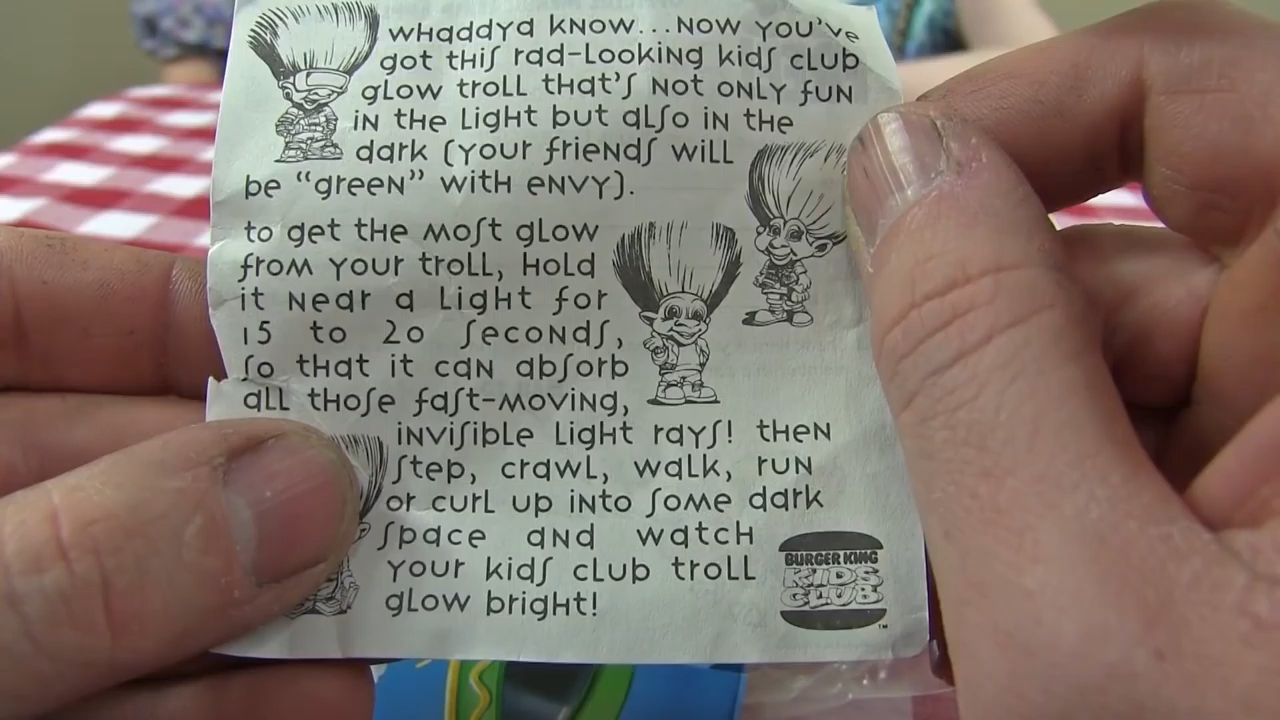 whaddya know...now you've
got this rad-looking kids club
glow troll that's not only fun
in the light but also in the
dark (your friends will
be "green" with envy).
to get the most glow
from your troll, hold
it near a light for
15 to 20 seconds,
so that it can absorb
all those fast-moving,
invisible light rays! then
step, crawl, walk, run
or curl up into some dark
space and watch
your kids club troll
glow bright!
BURGER KING
KIDS
CLUB
TM